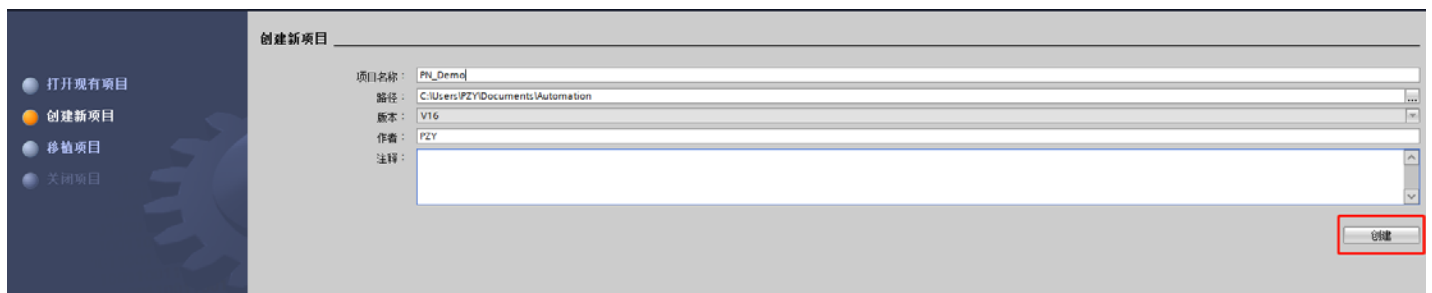 创建新项目
打开现有项目
创建新项目
移植项目
关闭项目
项目名称： PN_Demo
路径： C:\Users\PZY\Documents\Automation ...
版本： V16
作者： PZY
注释：
创建